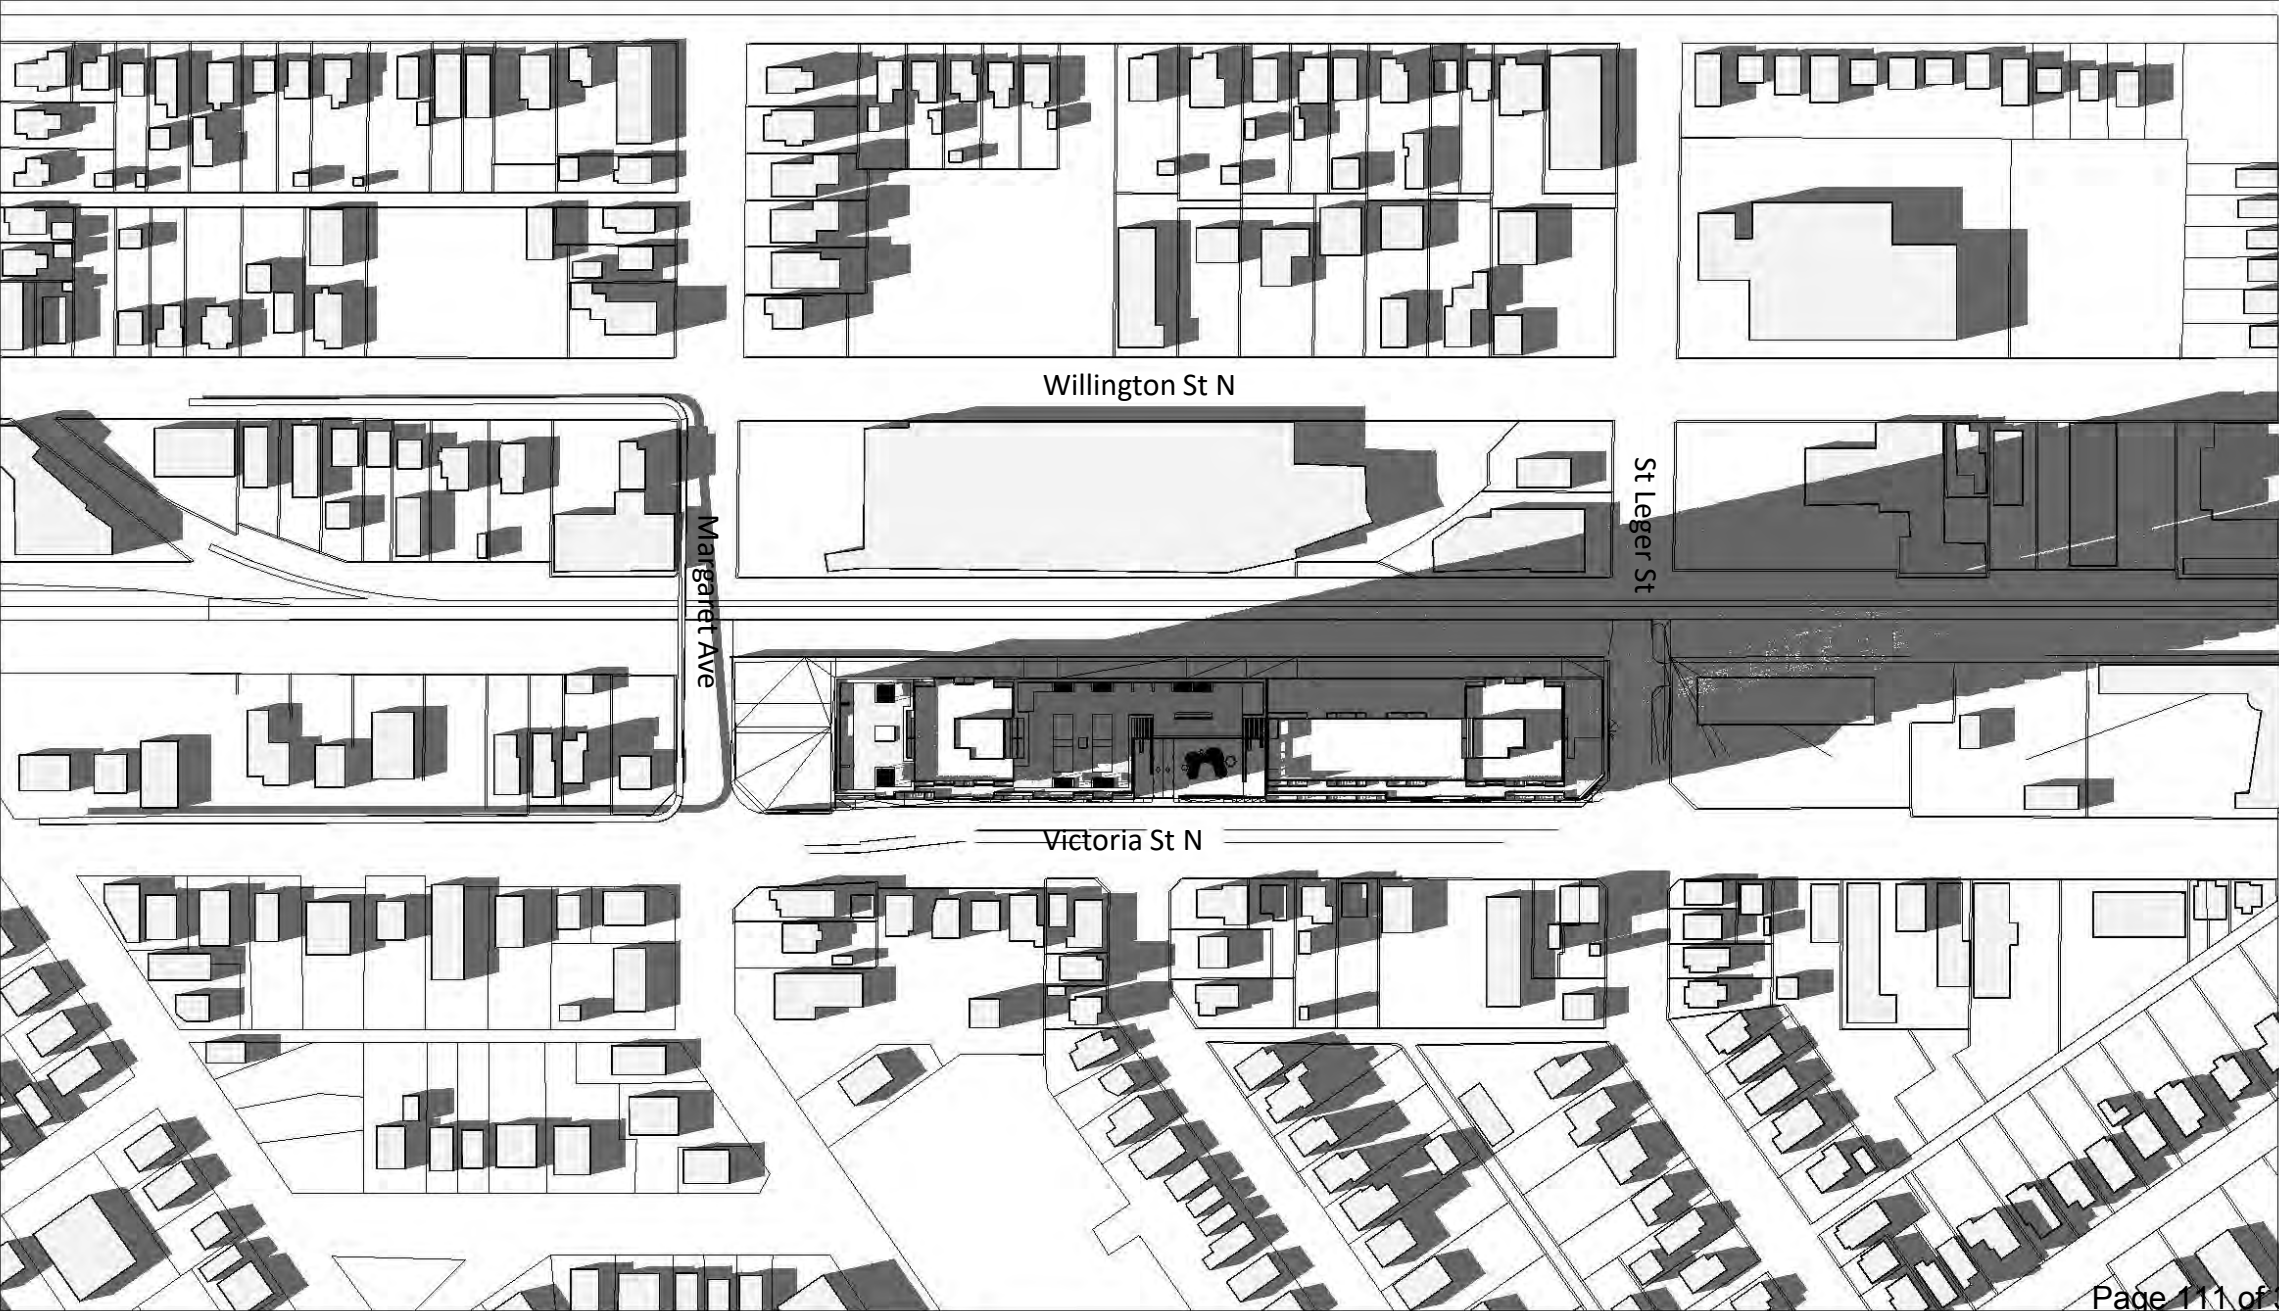 Willington St N
St Leger St
Margaret Ave
Victoria St N
Page 111 of